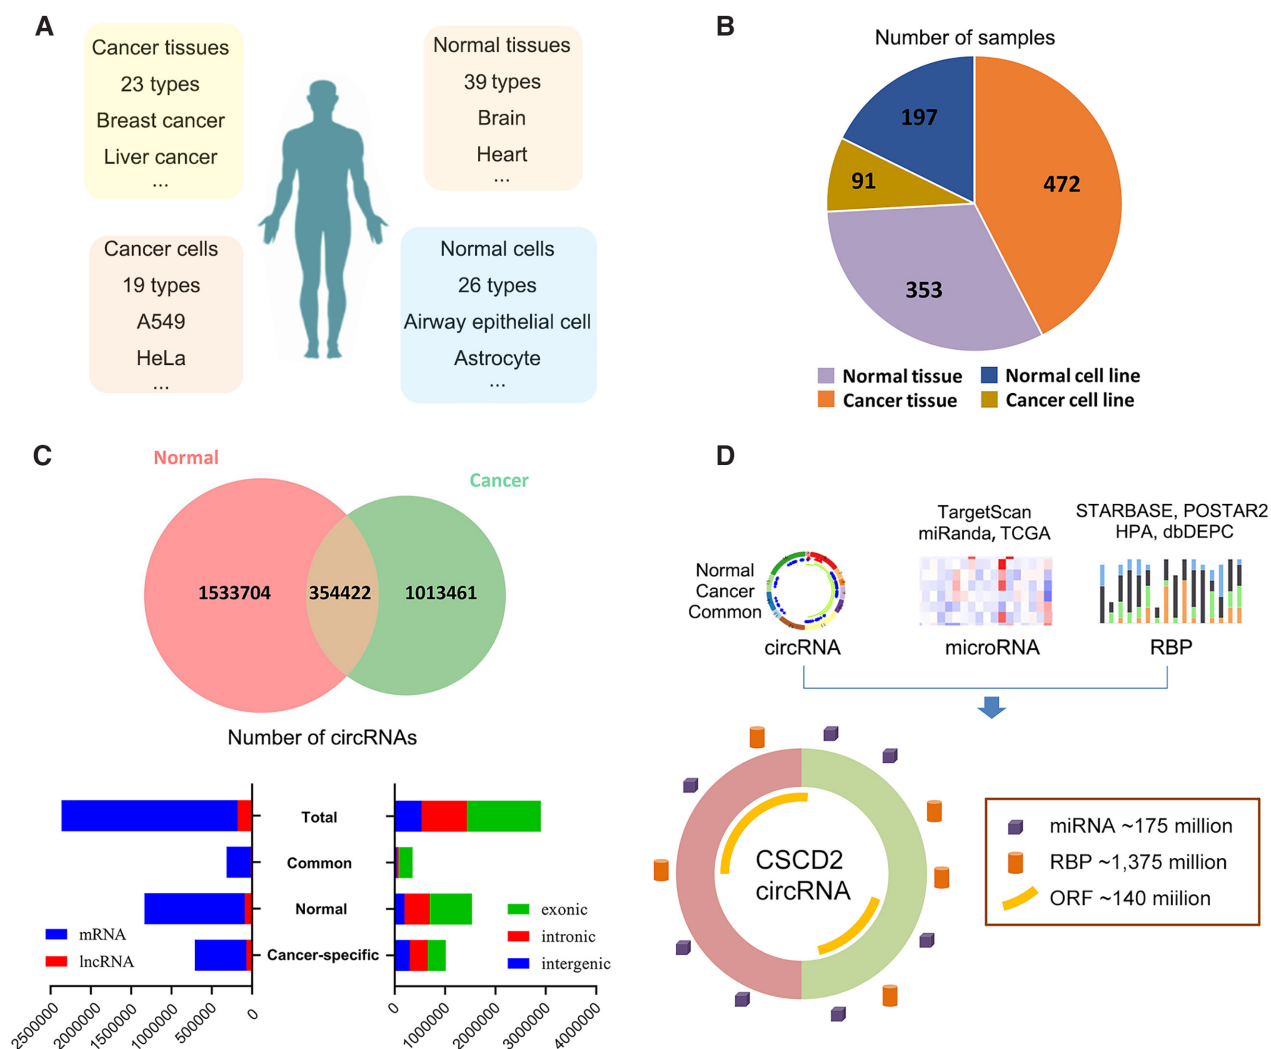 A
Cancer tissues
23 types
Breast cancer
Liver cancer
...
Normal tissues
39 types
Brain
Heart
...
Cancer cells
19 types
A549
HeLa
...
Normal cells
26 types
Airway epithelial cell
Astrocyte
...
B
Number of samples
197
472
91
353
Normal tissue
Normal cell line
Cancer tissue
Cancer cell line
C
Normal
Cancer
1533704
354422
1013461
Number of circRNAs
Total
Common
Normal
Cancer-specific
mRNA
lncRNA
exonic
intronic
intergenic
2500000
2000000
1500000
1000000
500000
0
0
1000000
2000000
3000000
4000000
D
Normal
Cancer
Common
circRNA
TargetScan
miRanda, TCGA
microRNA
STARBASE, POSTAR2
HPA, dbDEPC
RBP
CSCD2
circRNA
miRNA ~175 million
RBP ~1,375 million
ORF ~140 miilion